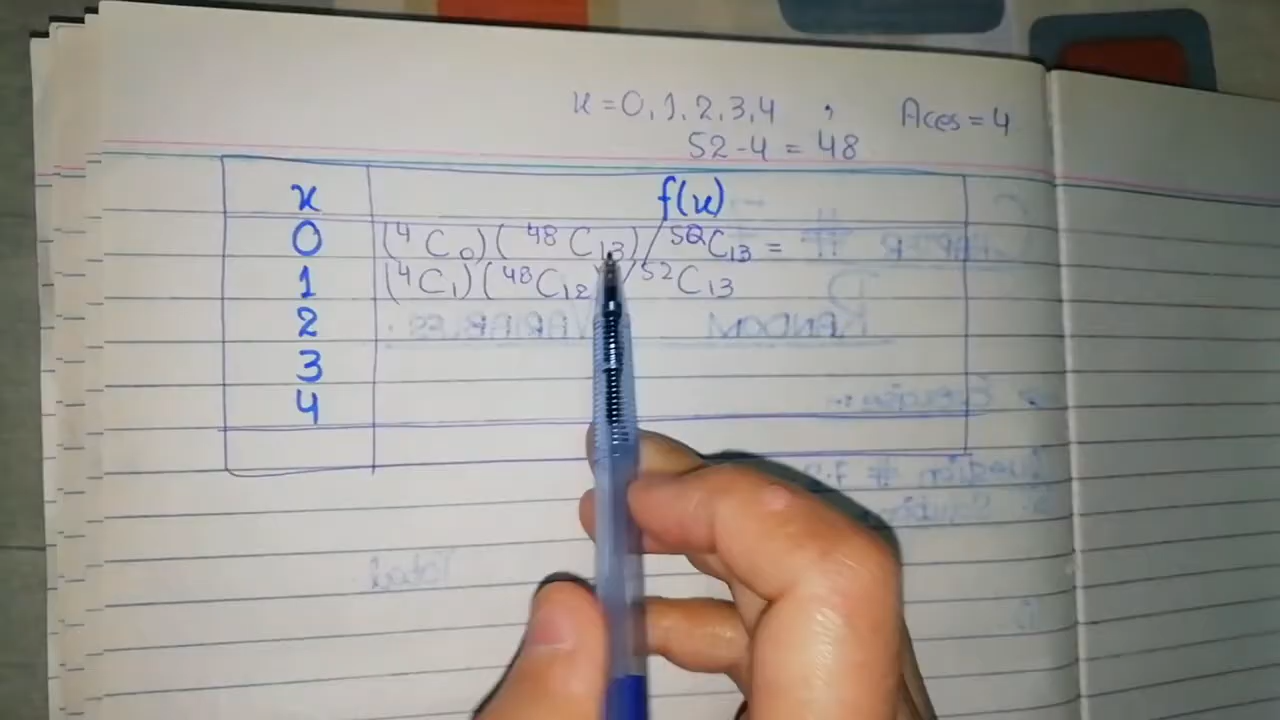 x = 0, 1, 2, 3, 4 , Aces = 4
52 - 4 = 48
x f(x)
0 (⁴C₀)(⁴⁸C₁₃)/⁵²C₁₃ =
1 (⁴C₁)(⁴⁸C₁₂)/⁵²C₁₃
2
3
4